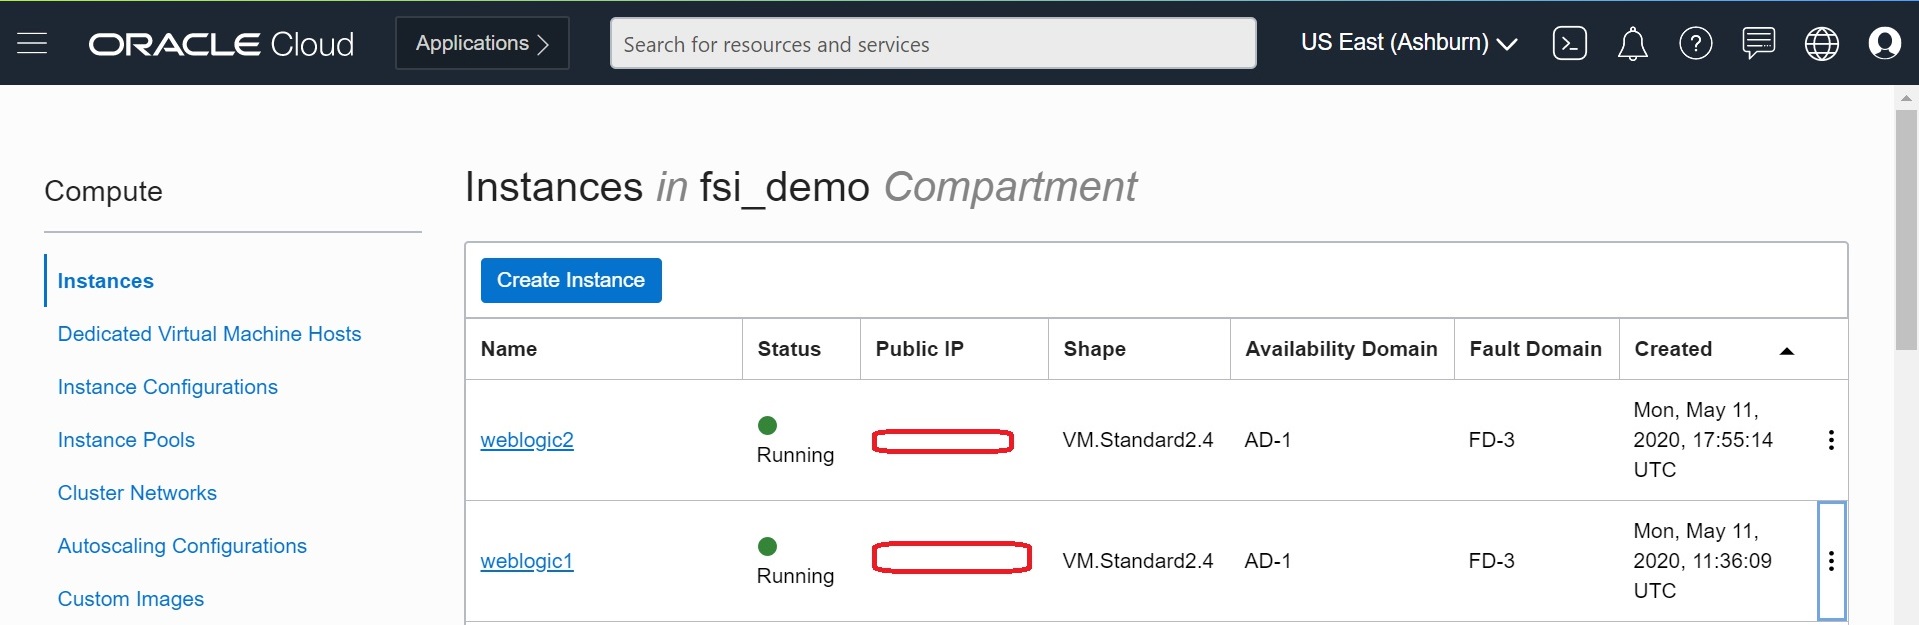 ORACLE Cloud
Applications
Search for resources and services
US East (Ashburn)
Compute
Instances
Dedicated Virtual Machine Hosts
Instance Configurations
Instance Pools
Cluster Networks
Autoscaling Configurations
Custom Images
Instances in fsi_demo Compartment
Create Instance
Name Status Public IP Shape Availability Domain Fault Domain Created
weblogic2 Running VM.Standard2.4 AD-1 FD-3 Mon, May 11,
2020, 17:55:14
UTC
weblogic1 Running VM.Standard2.4 AD-1 FD-3 Mon, May 11,
2020, 11:36:09
UTC